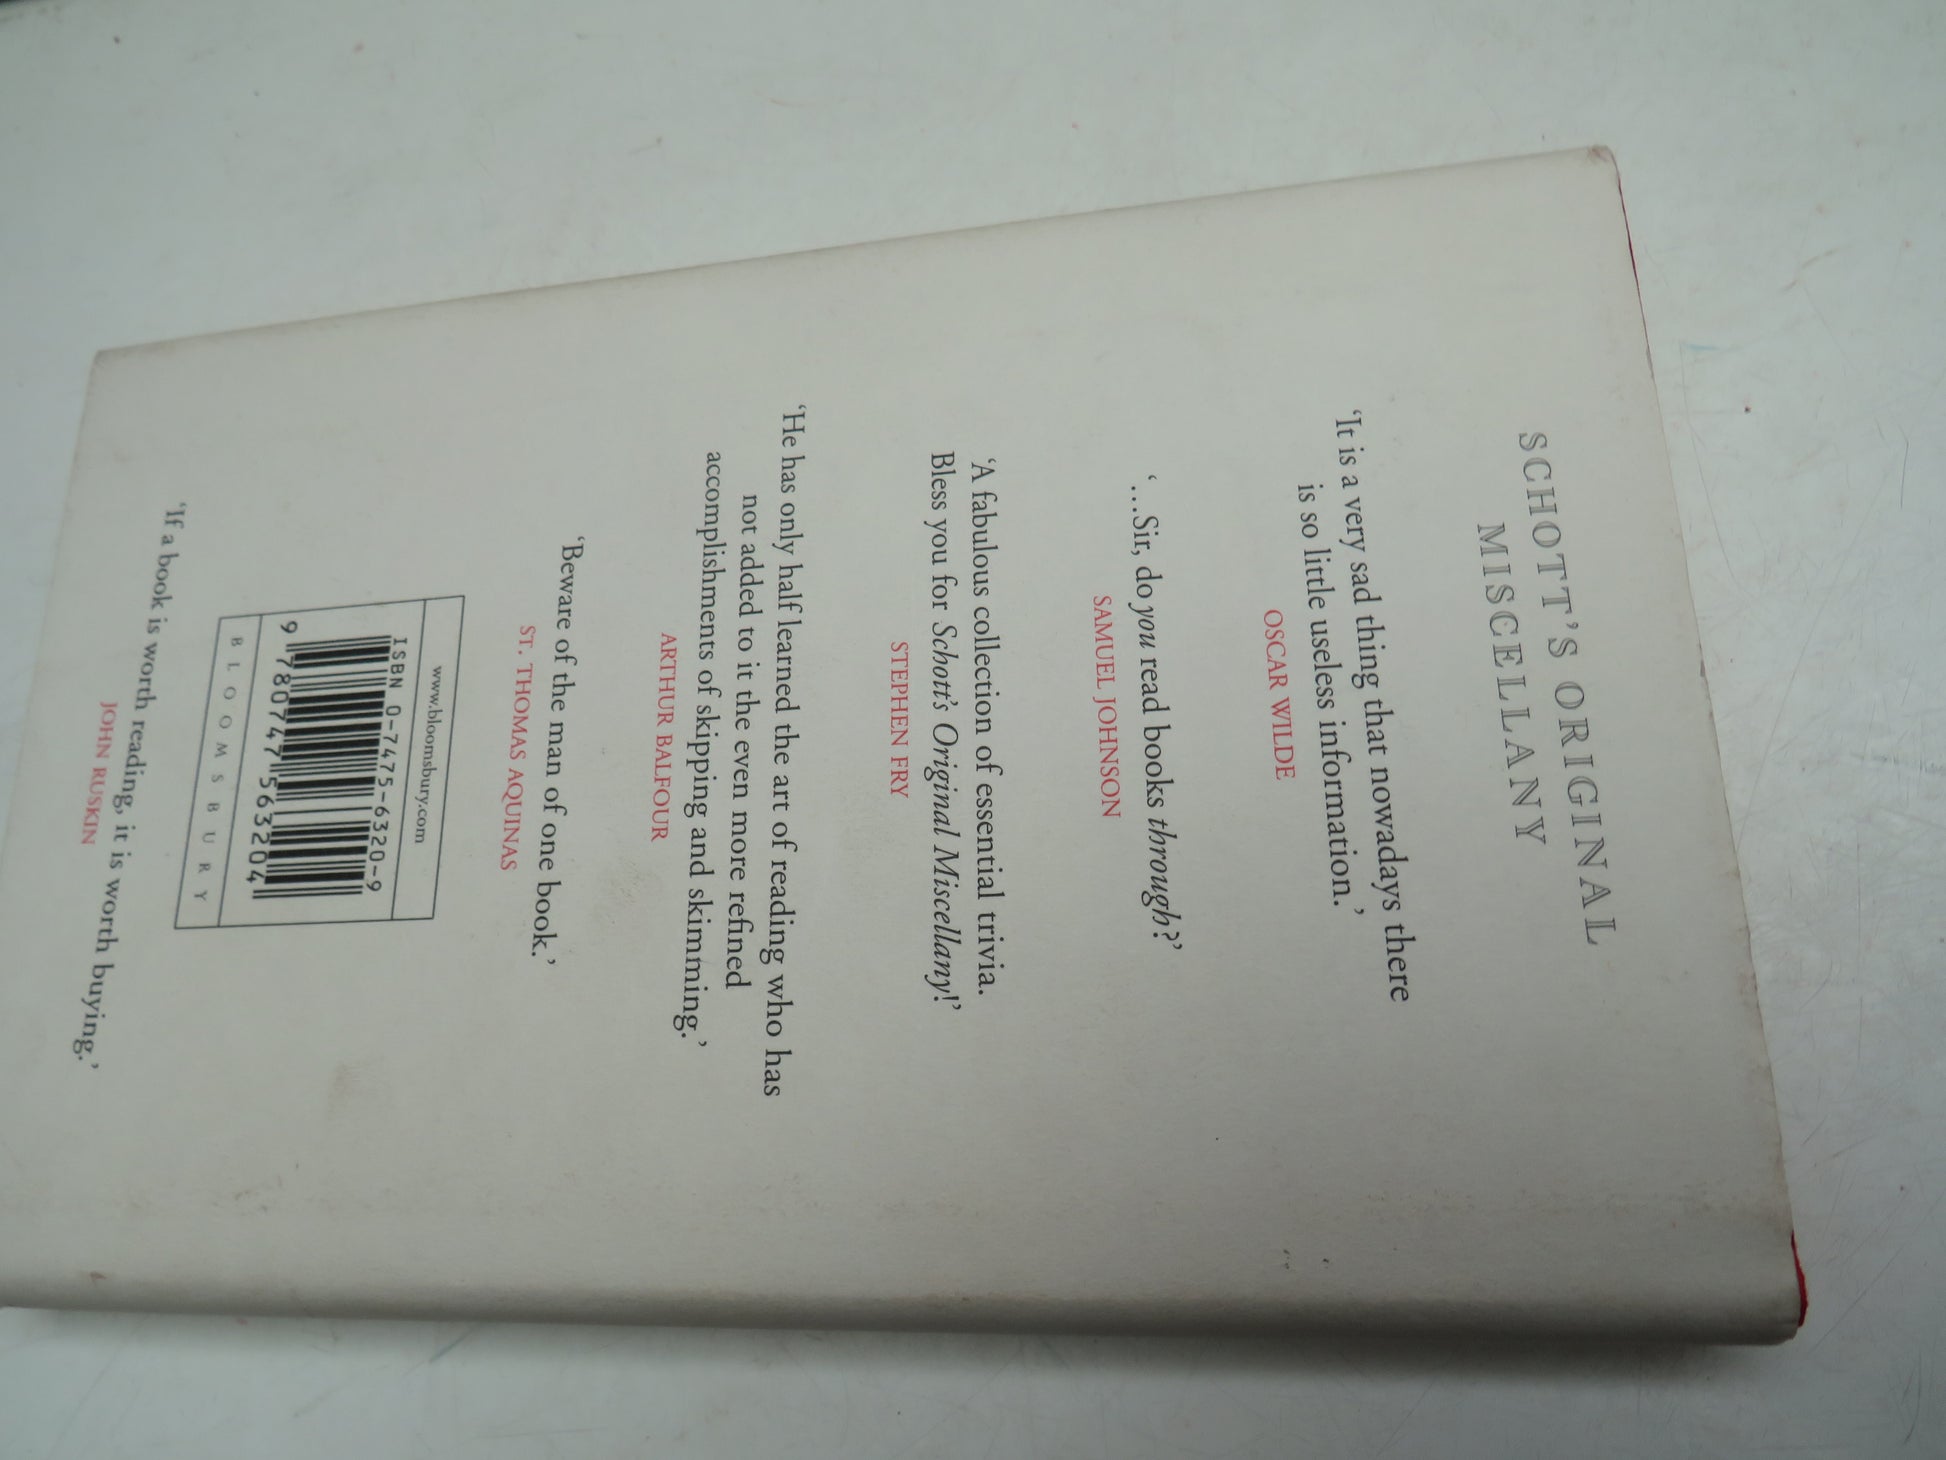 SCHOTT'S ORIGINAL
MISCELLANY
‘It is a very sad thing that nowadays there
is so little useless information.’
OSCAR WILDE
‘…Sir, do you read books through?’
SAMUEL JOHNSON
‘A fabulous collection of essential trivia.
Bless you for Schott's Original Miscellany!’
STEPHEN FRY
‘He has only half learned the art of reading who has
not added to it the even more refined
accomplishments of skipping and skimming.’
ARTHUR BALFOUR
‘Beware of the man of one book.’
ST. THOMAS AQUINAS
www.bloomsbury.com
ISBN 0-7475-6320-9
9 780747 563204
BLOOMSBURY
‘If a book is worth reading, it is worth buying.’
JOHN RUSKIN